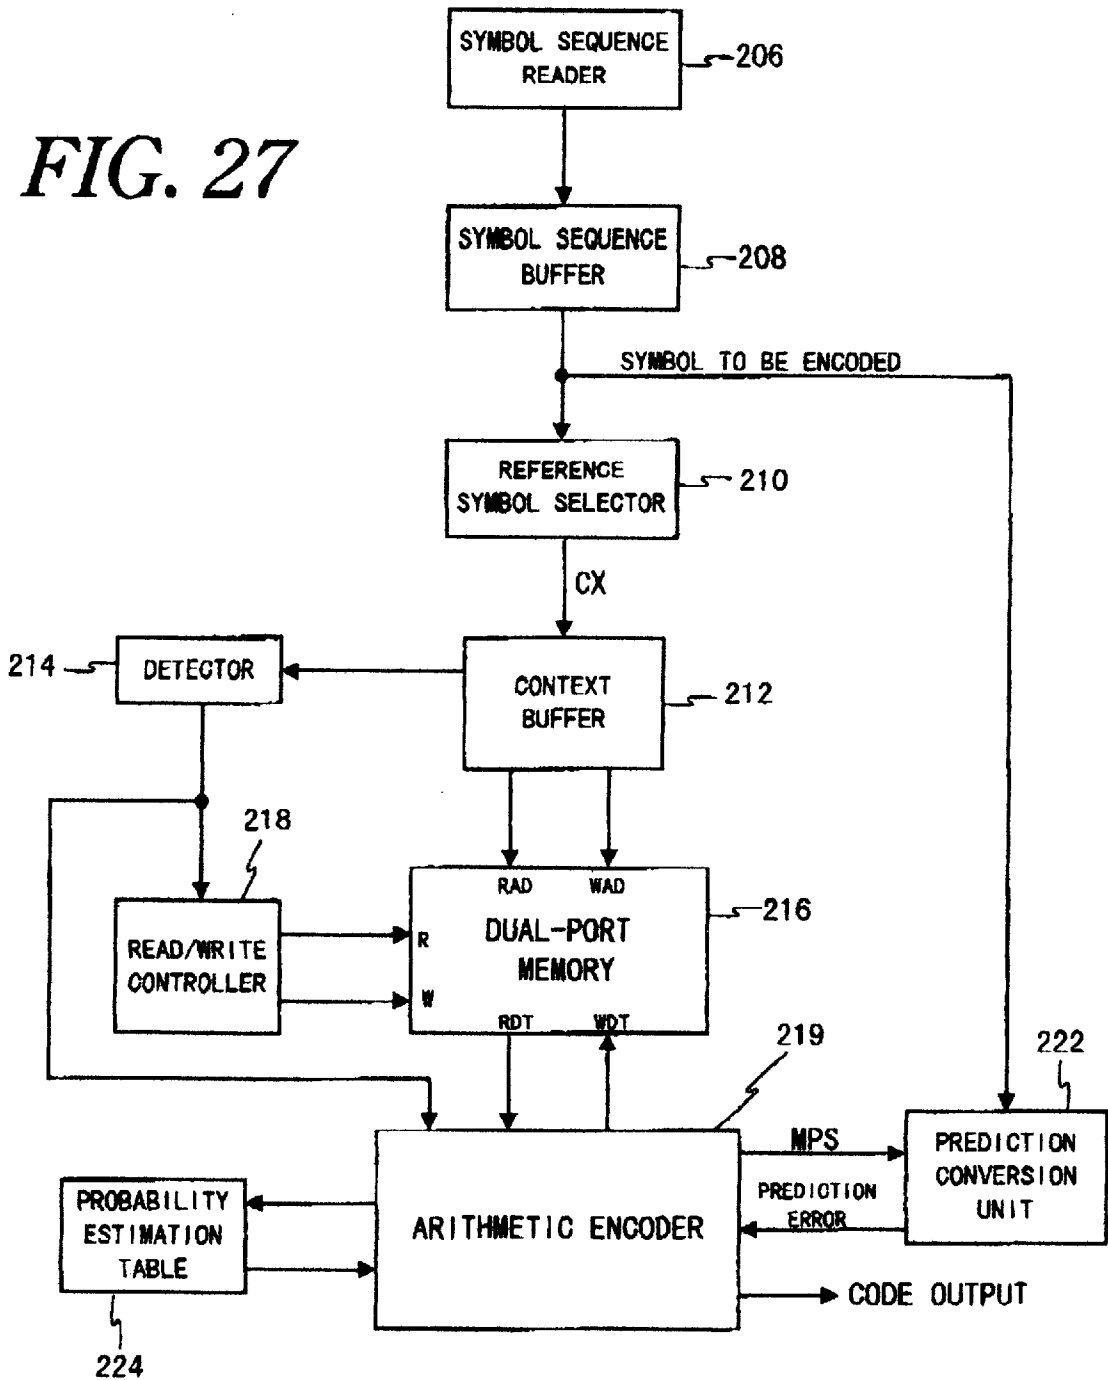 SYMBOL SEQUENCE
READER
206
FIG. 27
SYMBOL SEQUENCE
BUFFER
208
SYMBOL TO BE ENCODED
REFERENCE
SYMBOL SELECTOR
210
CX
214
DETECTOR
CONTEXT
BUFFER
212
218
RAD WAD
216
READ/WRITE
CONTROLLER
R
DUAL-PORT
MEMORY
W
RDT WDT
219
222
MPS
PREDICTION
CONVERSION
UNIT
PROBABILITY
ESTIMATION
TABLE
ARITHMETIC ENCODER
PREDICTION
ERROR
CODE OUTPUT
224